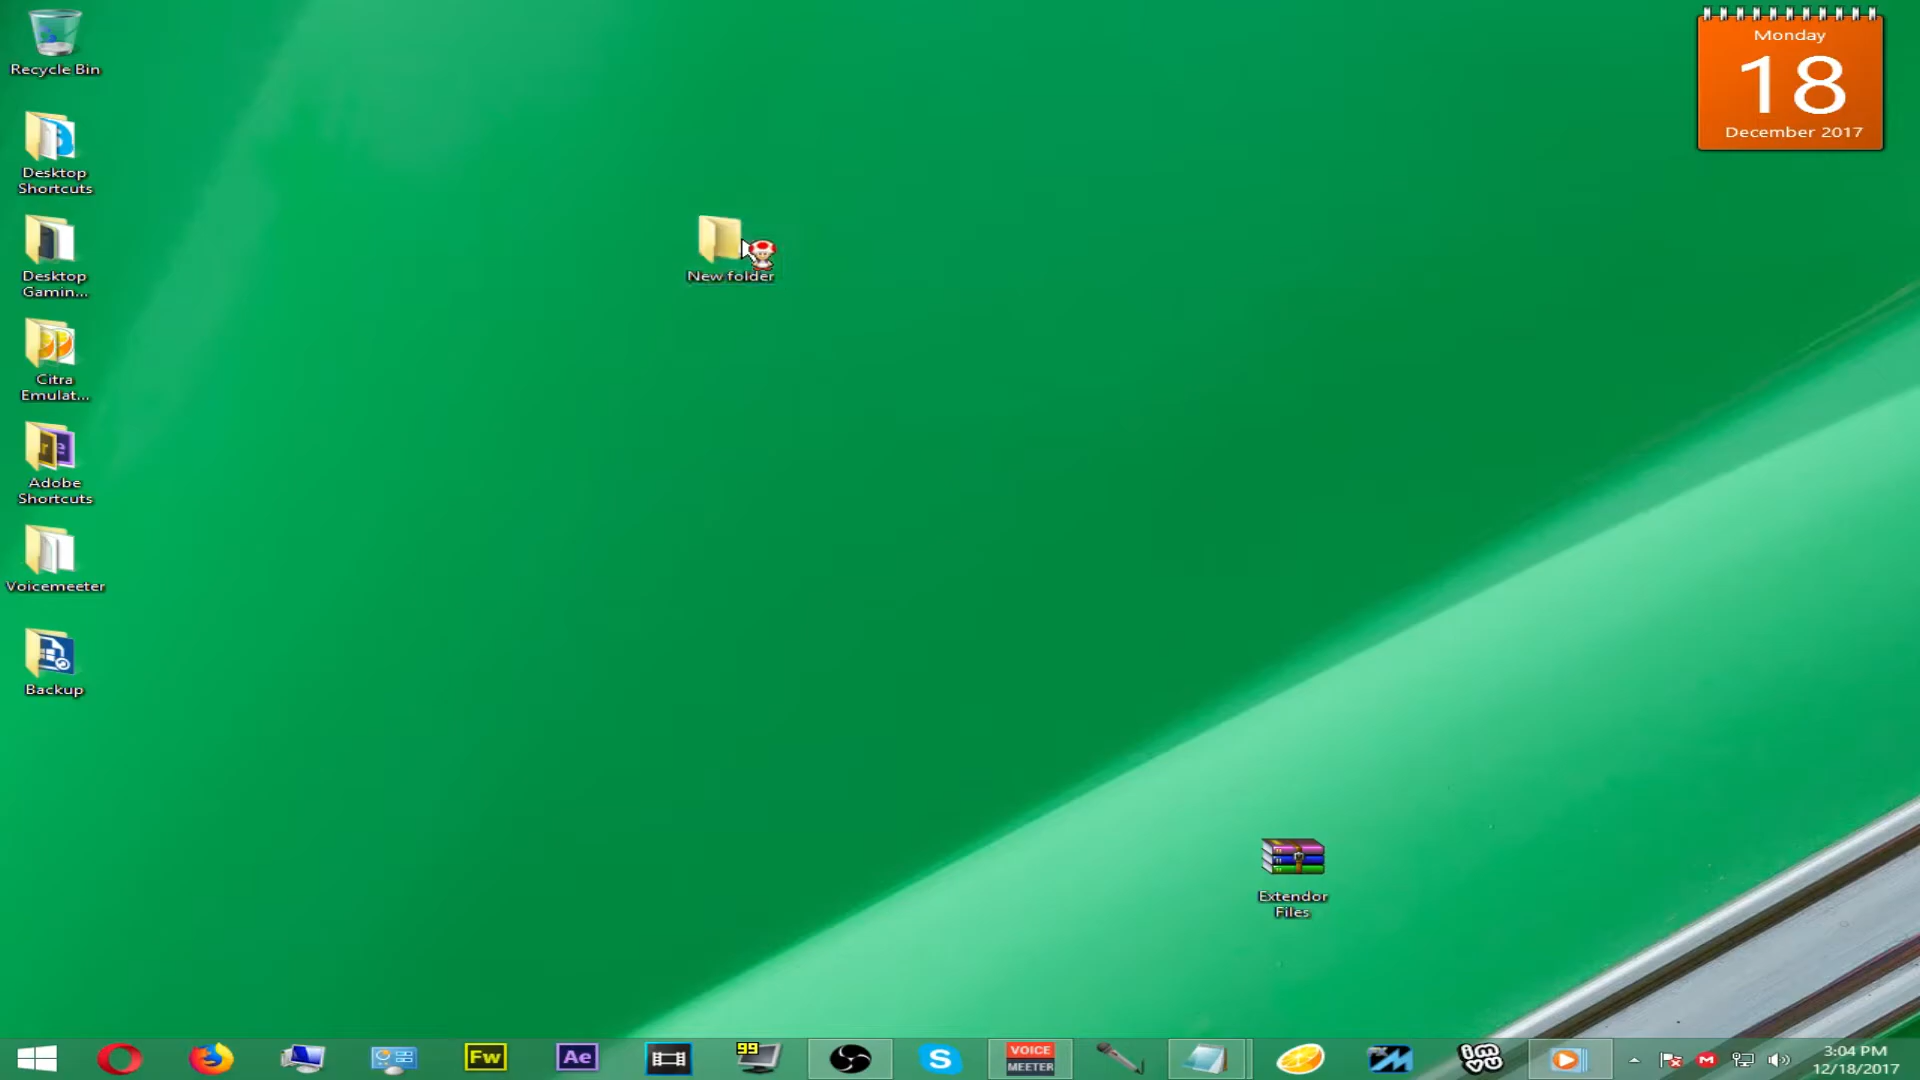 Recycle Bin
Desktop
Shortcuts
Desktop
Gamin...
Citra
Emulat...
Adobe
Shortcuts
Voicemeeter
Backup
New folder
Monday
18
December 2017
Extendor
Files
Fw
Ae
99
S
VOICE
MEETER
IMVU
M
3:04 PM
12/18/2017